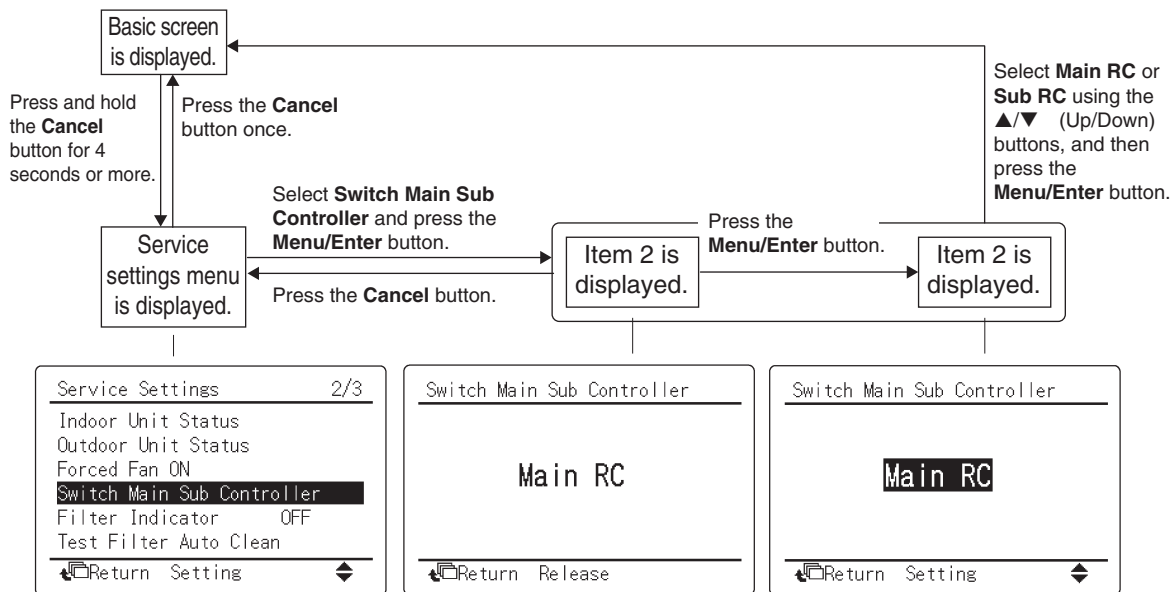 Basic screen
is displayed.
Press and hold
the Cancel
button for 4
seconds or more.
Press the Cancel
button once.
Select Main RC or
Sub RC using the
▲/▼ (Up/Down)
buttons, and then
press the
Menu/Enter button.
Select Switch Main Sub
Controller and press the
Menu/Enter button.
Press the
Menu/Enter button.
Service
settings menu
is displayed.
Press the Cancel button.
Item 2 is
displayed.
Item 2 is
displayed.
Service Settings 2/3
Indoor Unit Status
Outdoor Unit Status
Forced Fan ON
Switch Main Sub Controller
Filter Indicator OFF
Test Filter Auto Clean
Return Setting
Switch Main Sub Controller
Main RC
Return Release
Switch Main Sub Controller
Main RC
Return Setting